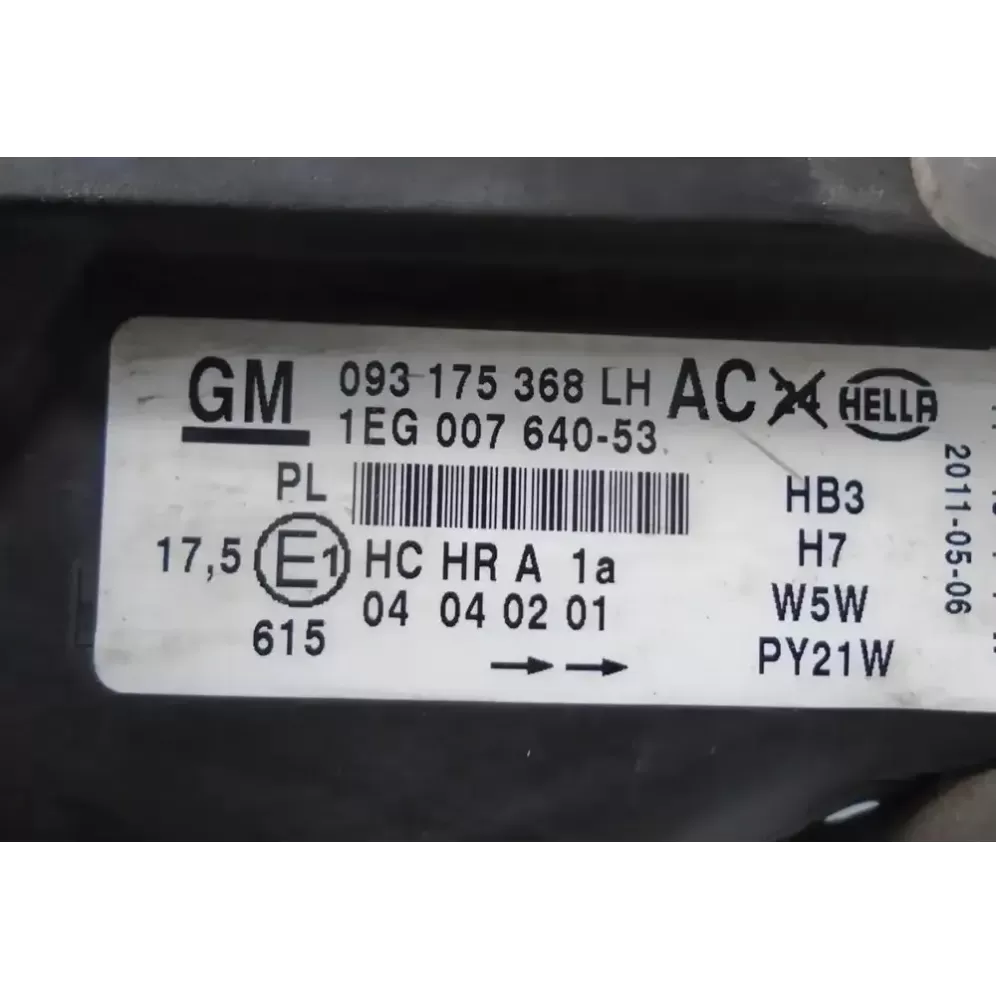 GM 093 175 368 LH AC 24 HELLA
1EG 007 640-53
PL
HB3
17,5 E1 HC HR A 1a
H7
615 04 04 02 01
W5W
PY21W
2011-05-06